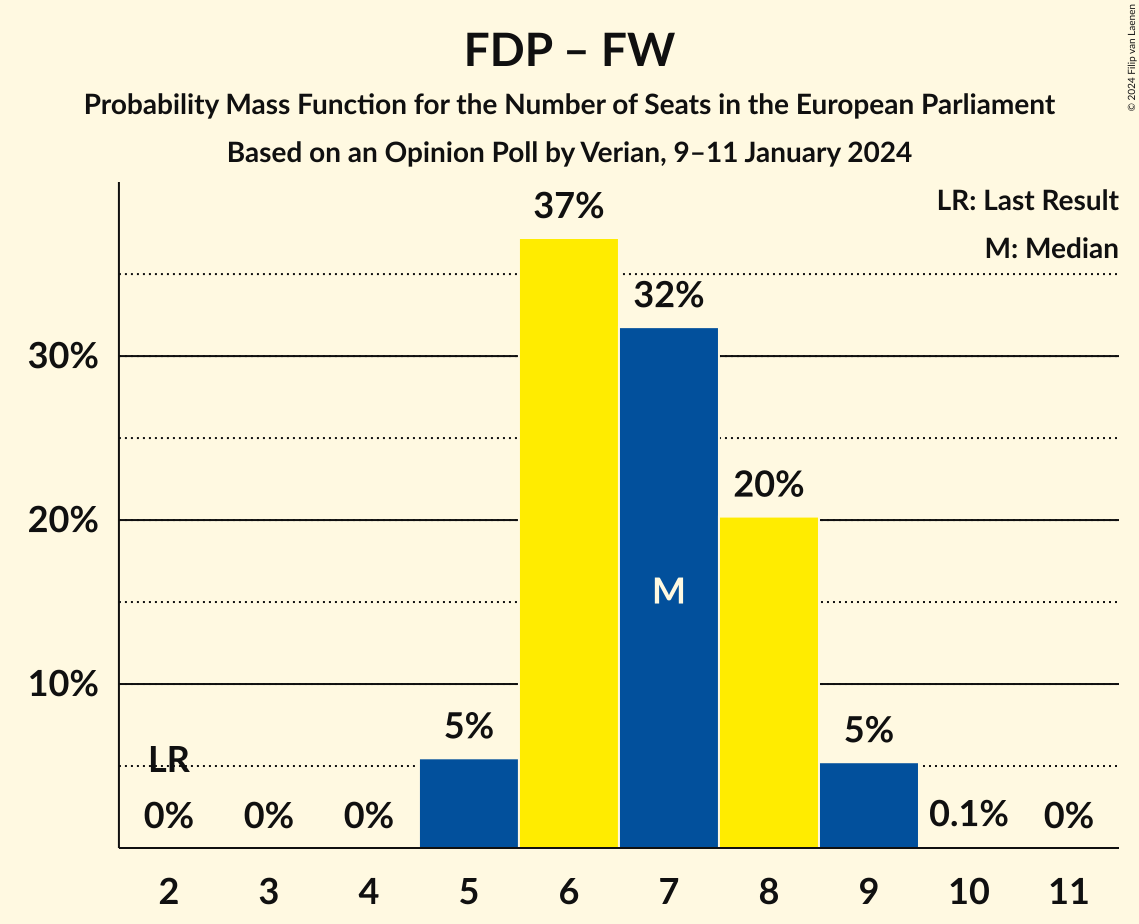 FDP – FW
Probability Mass Function for the Number of Seats in the European Parliament
Based on an Opinion Poll by Verian, 9–11 January 2024
© 2024 Filip van Laenen
LR: Last Result
M: Median
37%
32%
30%
20%
20%
M
10%
5%
5%
LR
0%
0%
0%
0.1%
0%
2 3 4 5 6 7 8 9 10 11